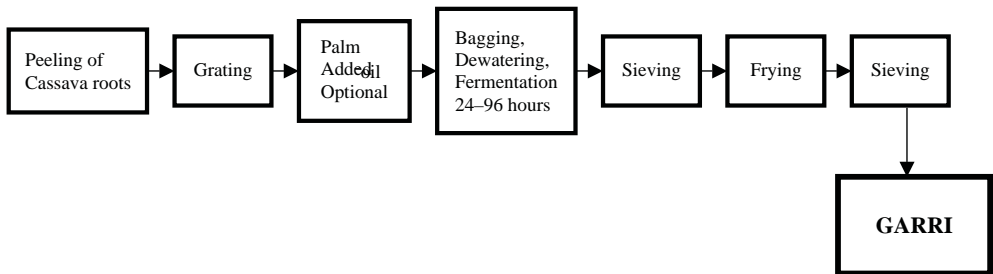 Peeling of
Cassava roots
Grating
Palm
Added oil
Optional
Bagging,
Dewatering,
Fermentation
24–96 hours
Sieving
Frying
Sieving
GARRI